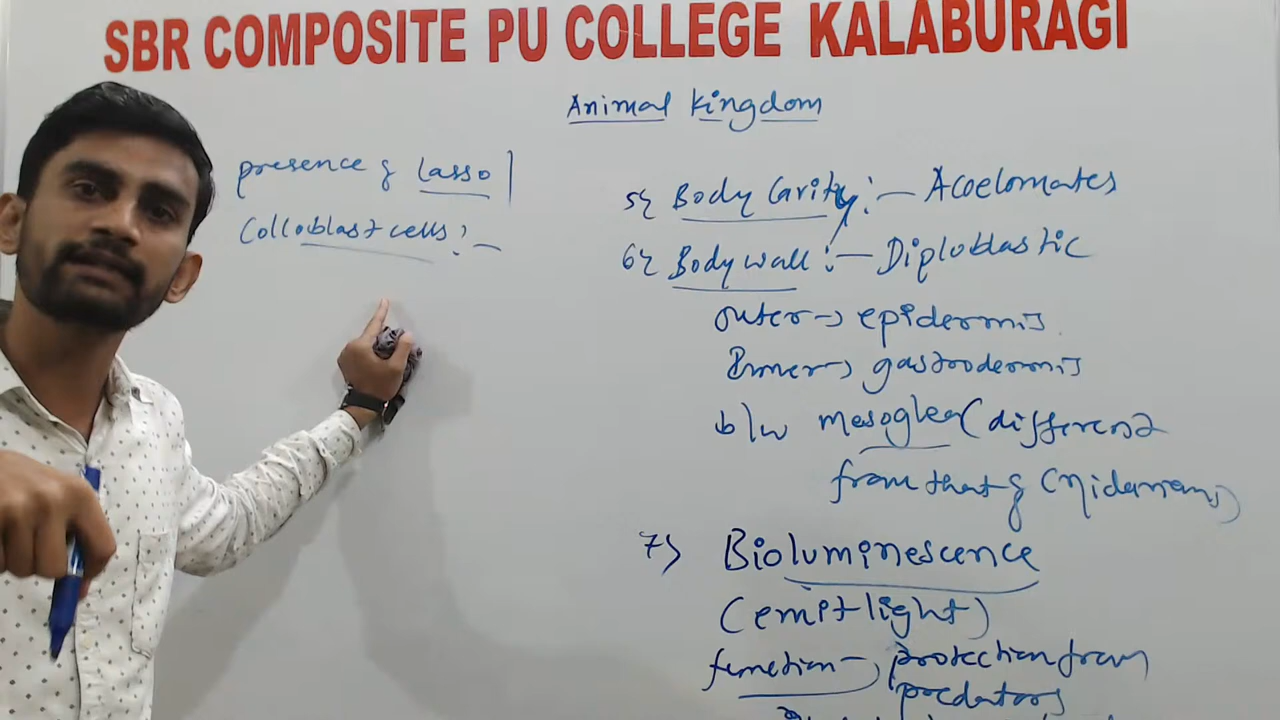 SBR COMPOSITE PU COLLEGE KALABURAGI
Animal Kingdom
presence of lasso |
Colloblast cells :-
5} Body Cavity :- Acoelomates
6} Body wall :- Diploblastic
outer → epidermis
Inner → gastrodermis
b/w mesoglea (different
from that of Cnidarians)
7} Bioluminescence
(emit light)
function → protection from
predators